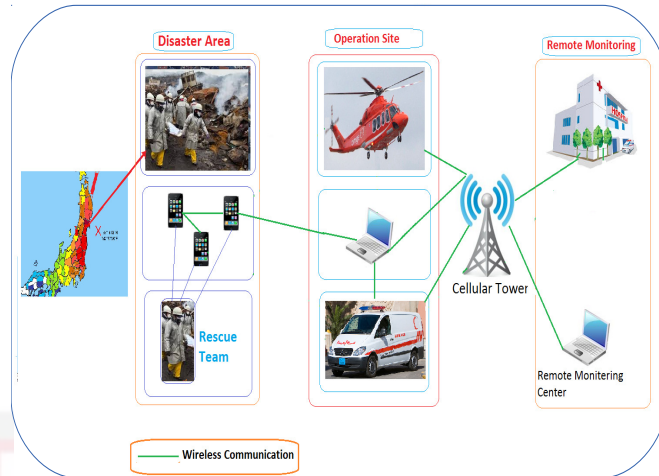 Disaster Area
Operation Site
Remote Monitoring
Rescue
Team
Cellular Tower
Remote Monitering
Center
Wireless Communication